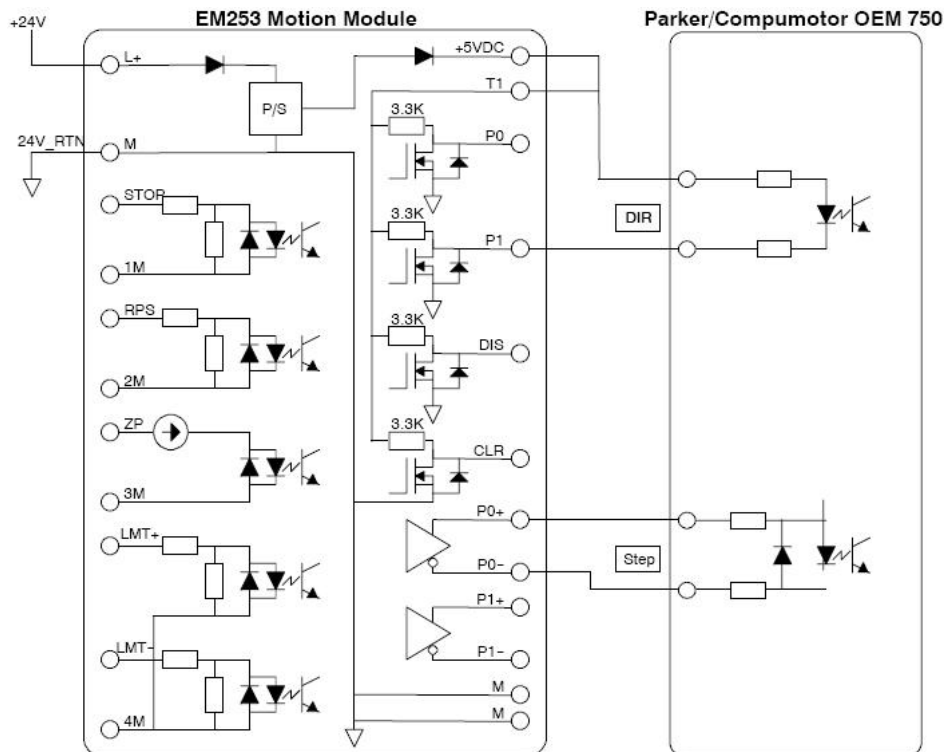 EM253 Motion Module
Parker/Compumotor OEM 750
+24V
L+
+5VDC
T1
P/S
3.3K
P0
24V_RTN
M
STOP
3.3K
DIR
P1
1M
RPS
3.3K
DIS
2M
ZP
3.3K
CLR
3M
P0+
LMT+
Step
P0−
P1+
LMT−
P1−
M
4M
M